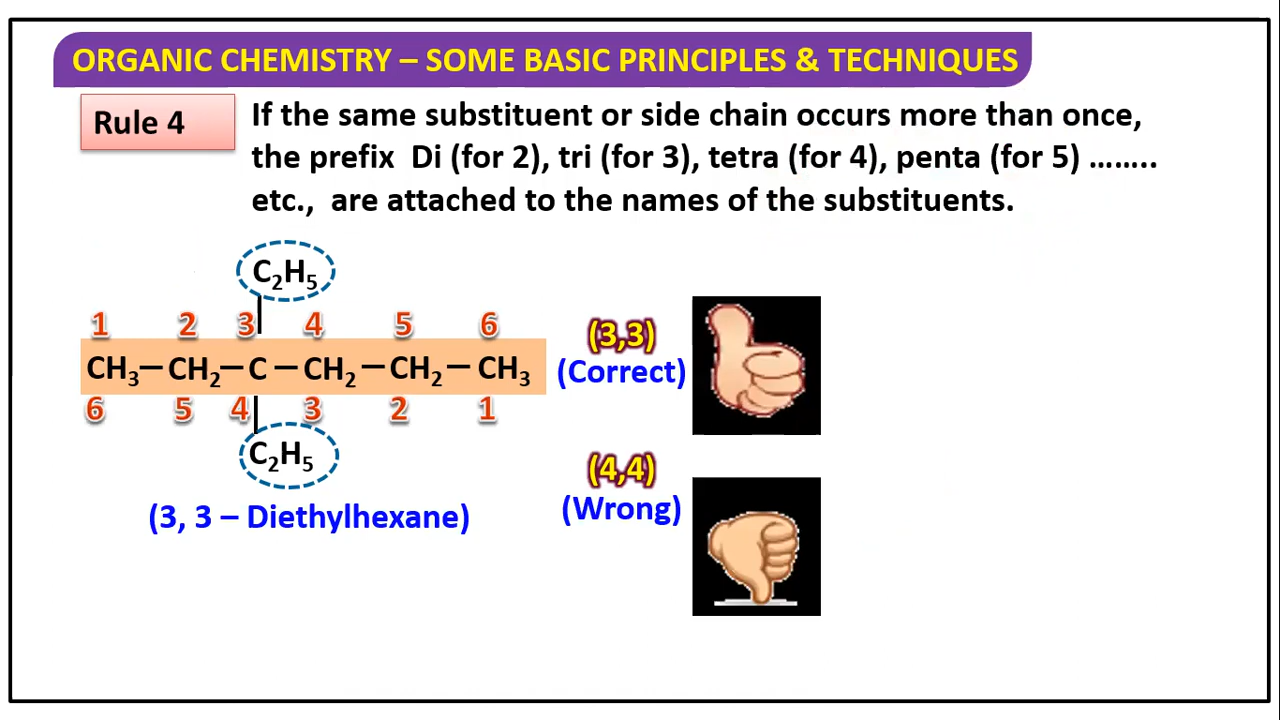 ORGANIC CHEMISTRY – SOME BASIC PRINCIPLES & TECHNIQUES
Rule 4
If the same substituent or side chain occurs more than once,
the prefix Di (for 2), tri (for 3), tetra (for 4), penta (for 5) ........
etc., are attached to the names of the substituents.
C₂H₅
1 2 3 4 5 6
CH₃ – CH₂ – C – CH₂ – CH₂ – CH₃
6 5 4 3 2 1
C₂H₅
(3, 3 – Diethylhexane)
(3,3)
(Correct)
(4,4)
(Wrong)